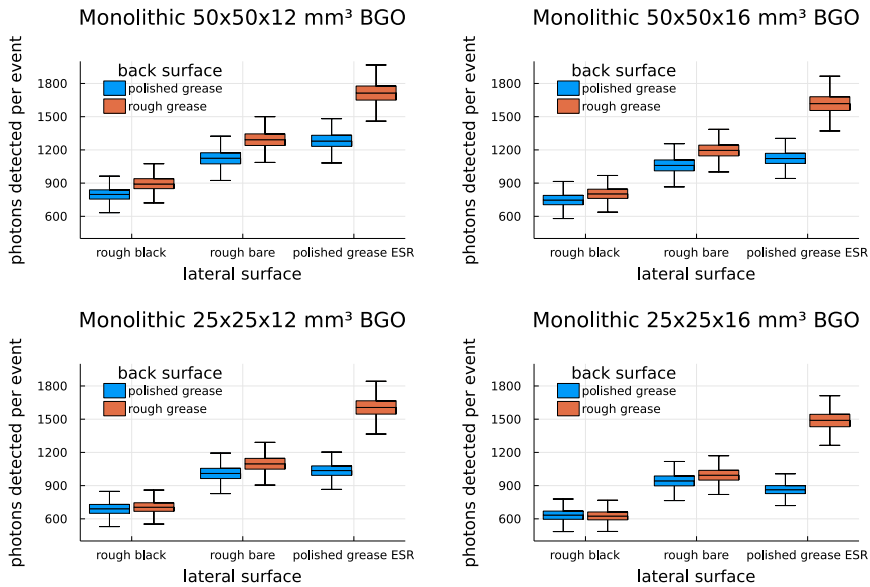 Monolithic 50x50x12 mm³ BGO
photons detected per event
1800
1500
1200
900
600
back surface
polished grease
rough grease
rough black
rough bare
polished grease ESR
lateral surface
Monolithic 50x50x16 mm³ BGO
photons detected per event
1800
1500
1200
900
600
back surface
polished grease
rough grease
rough black
rough bare
polished grease ESR
lateral surface
Monolithic 25x25x12 mm³ BGO
photons detected per event
1800
1500
1200
900
600
back surface
polished grease
rough grease
rough black
rough bare
polished grease ESR
lateral surface
Monolithic 25x25x16 mm³ BGO
photons detected per event
1800
1500
1200
900
600
back surface
polished grease
rough grease
rough black
rough bare
polished grease ESR
lateral surface